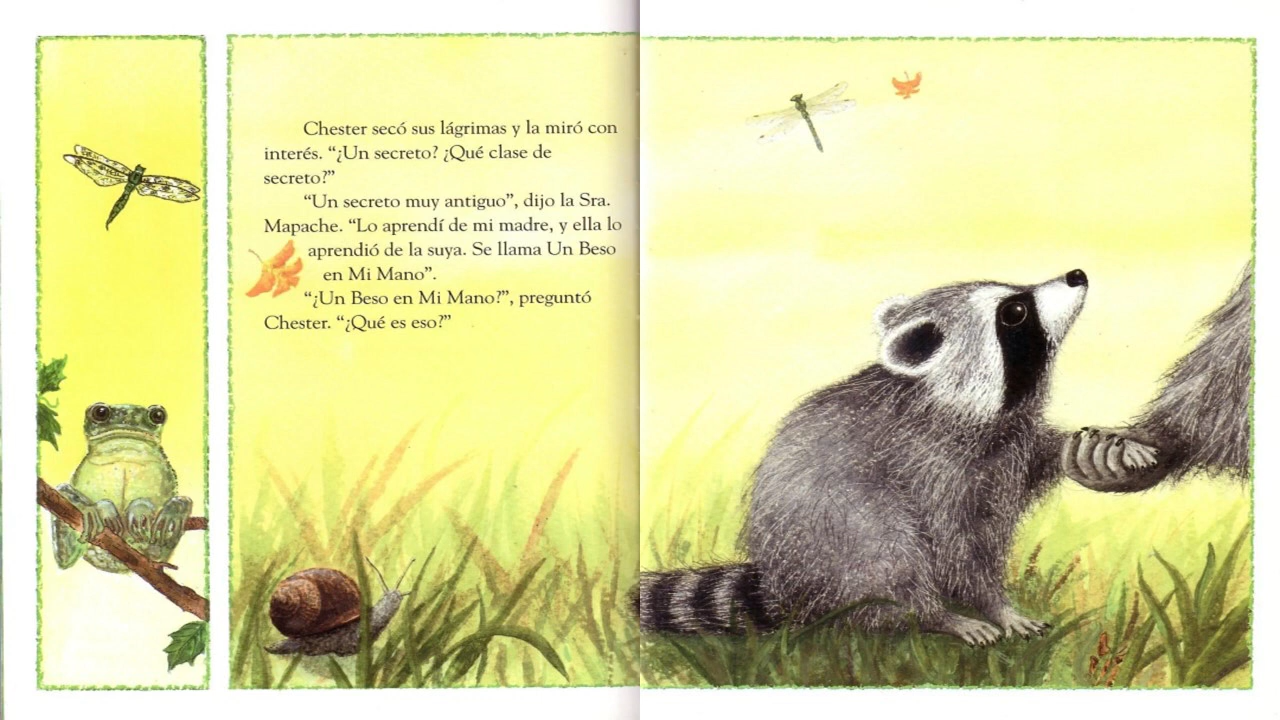 Chester secó sus lágrimas y la miró con
interés. “¿Un secreto? ¿Qué clase de
secreto?”
“Un secreto muy antiguo”, dijo la Sra.
Mapache. “Lo aprendí de mi madre, y ella lo
aprendió de la suya. Se llama Un Beso
en Mi Mano”.
“¿Un Beso en Mi Mano?”, preguntó
Chester. “¿Qué es eso?”